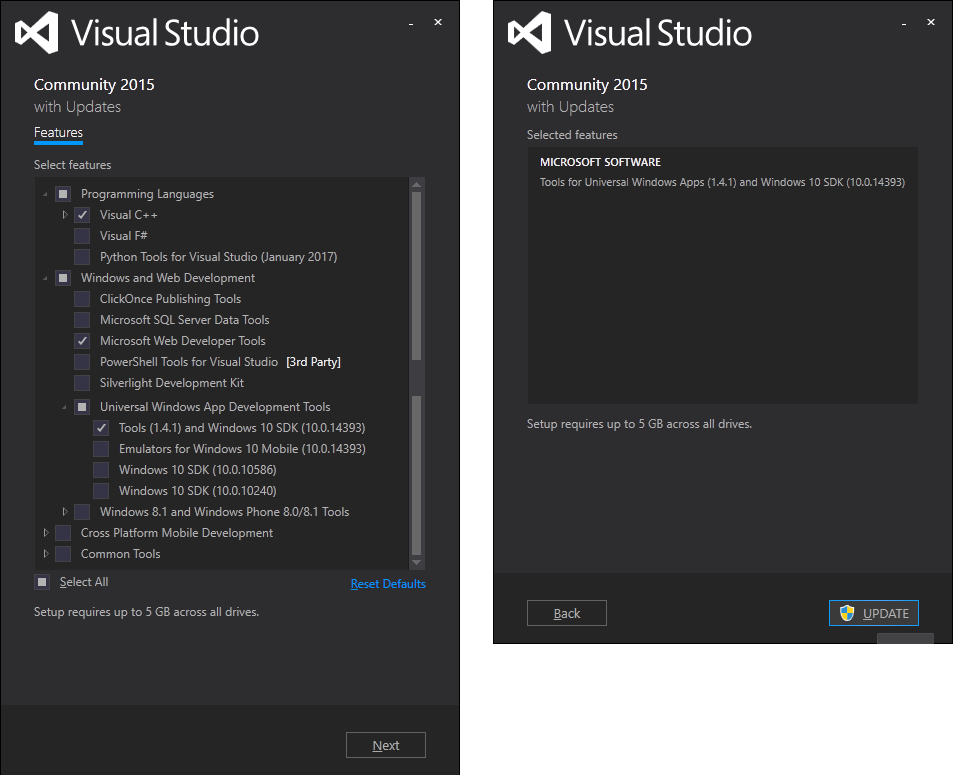 Visual Studio
Community 2015
with Updates
Features
Select features
Programming Languages
Visual C++
Visual F#
Python Tools for Visual Studio (January 2017)
Windows and Web Development
ClickOnce Publishing Tools
Microsoft SQL Server Data Tools
Microsoft Web Developer Tools
PowerShell Tools for Visual Studio [3rd Party]
Silverlight Development Kit
Universal Windows App Development Tools
Tools (1.4.1) and Windows 10 SDK (10.0.14393)
Emulators for Windows 10 Mobile (10.0.14393)
Windows 10 SDK (10.0.10586)
Windows 10 SDK (10.0.10240)
Windows 8.1 and Windows Phone 8.0/8.1 Tools
Cross Platform Mobile Development
Common Tools
Select All
Reset Defaults
Setup requires up to 5 GB across all drives.
Next
Visual Studio
Community 2015
with Updates
Selected features
MICROSOFT SOFTWARE
Tools for Universal Windows Apps (1.4.1) and Windows 10 SDK (10.0.14393)
Setup requires up to 5 GB across all drives.
Back
UPDATE